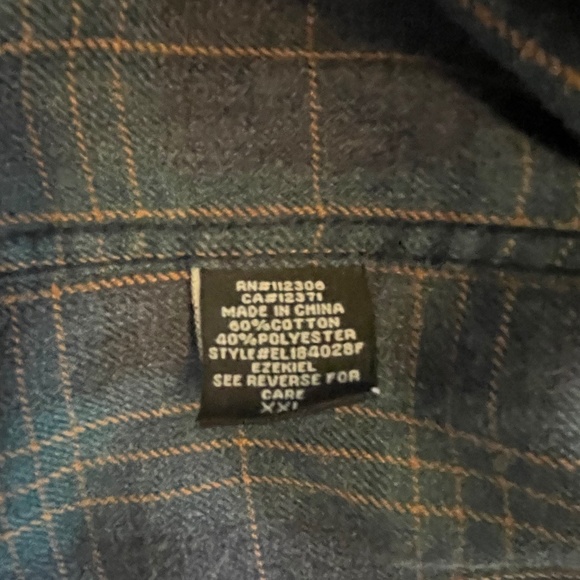 RN#112306
CA#12371
MADE IN CHINA
60%COTTON
40%POLYESTER
STYLE#EL184028F
EZEKIEL
SEE REVERSE FOR
CARE
XXL